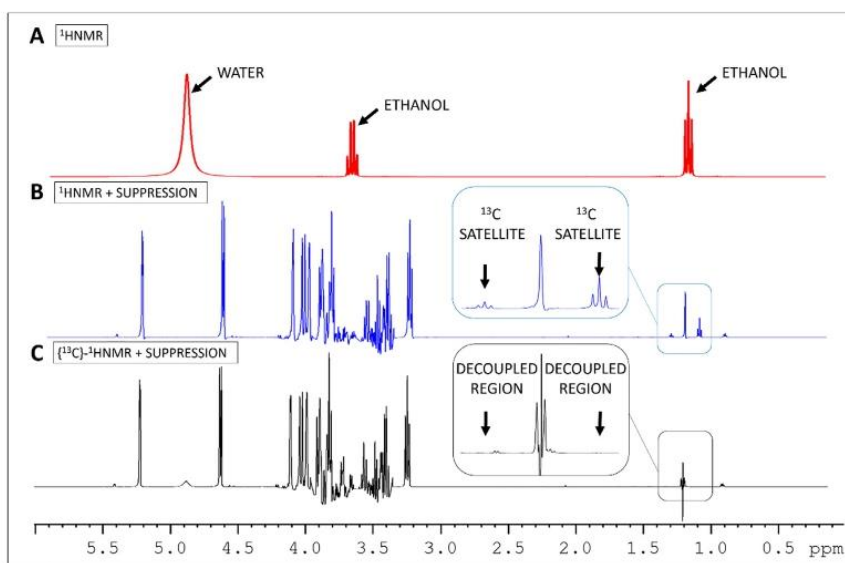 A ¹HNMR
WATER
ETHANOL
ETHANOL
B ¹HNMR + SUPPRESSION
¹³C SATELLITE
¹³C SATELLITE
C {¹³C}-¹HNMR + SUPPRESSION
DECOUPLED REGION
DECOUPLED REGION
5.5 5.0 4.5 4.0 3.5 3.0 2.5 2.0 1.5 1.0 0.5 ppm